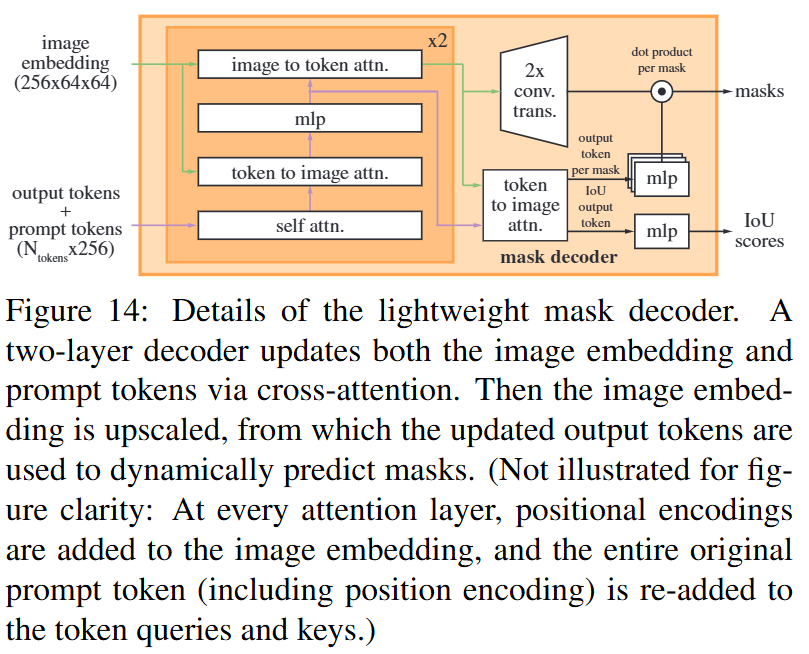 image
embedding
(256x64x64)
output tokens
+
prompt tokens
(Ntokensx256)
x2
image to token attn.
mlp
token to image attn.
self attn.
2x
conv.
trans.
token
to image
attn.
mask decoder
dot product
per mask
output
token
per mask
IoU
output
token
mlp
mlp
masks
IoU
scores
Figure 14: Details of the lightweight mask decoder. A
two-layer decoder updates both the image embedding and
prompt tokens via cross-attention. Then the image embed-
ding is upscaled, from which the updated output tokens are
used to dynamically predict masks. (Not illustrated for fig-
ure clarity: At every attention layer, positional encodings
are added to the image embedding, and the entire original
prompt token (including position encoding) is re-added to
the token queries and keys.)